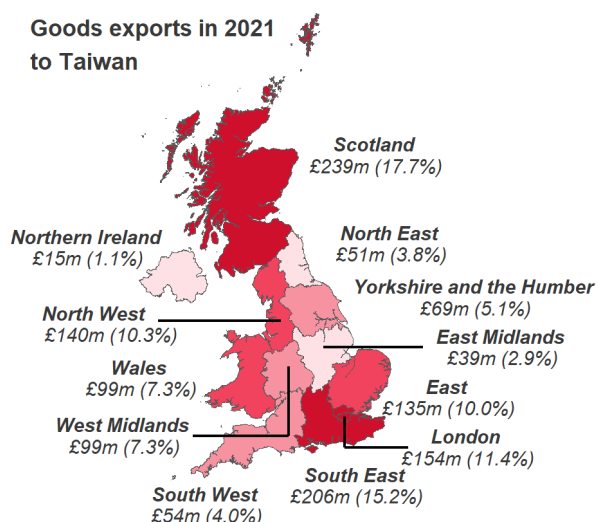 Goods exports in 2021
to Taiwan
Scotland
£239m (17.7%)
Northern Ireland
£15m (1.1%)
North East
£51m (3.8%)
Yorkshire and the Humber
£69m (5.1%)
North West
£140m (10.3%)
East Midlands
£39m (2.9%)
Wales
£99m (7.3%)
East
£135m (10.0%)
West Midlands
£99m (7.3%)
London
£154m (11.4%)
South East
£206m (15.2%)
South West
£54m (4.0%)